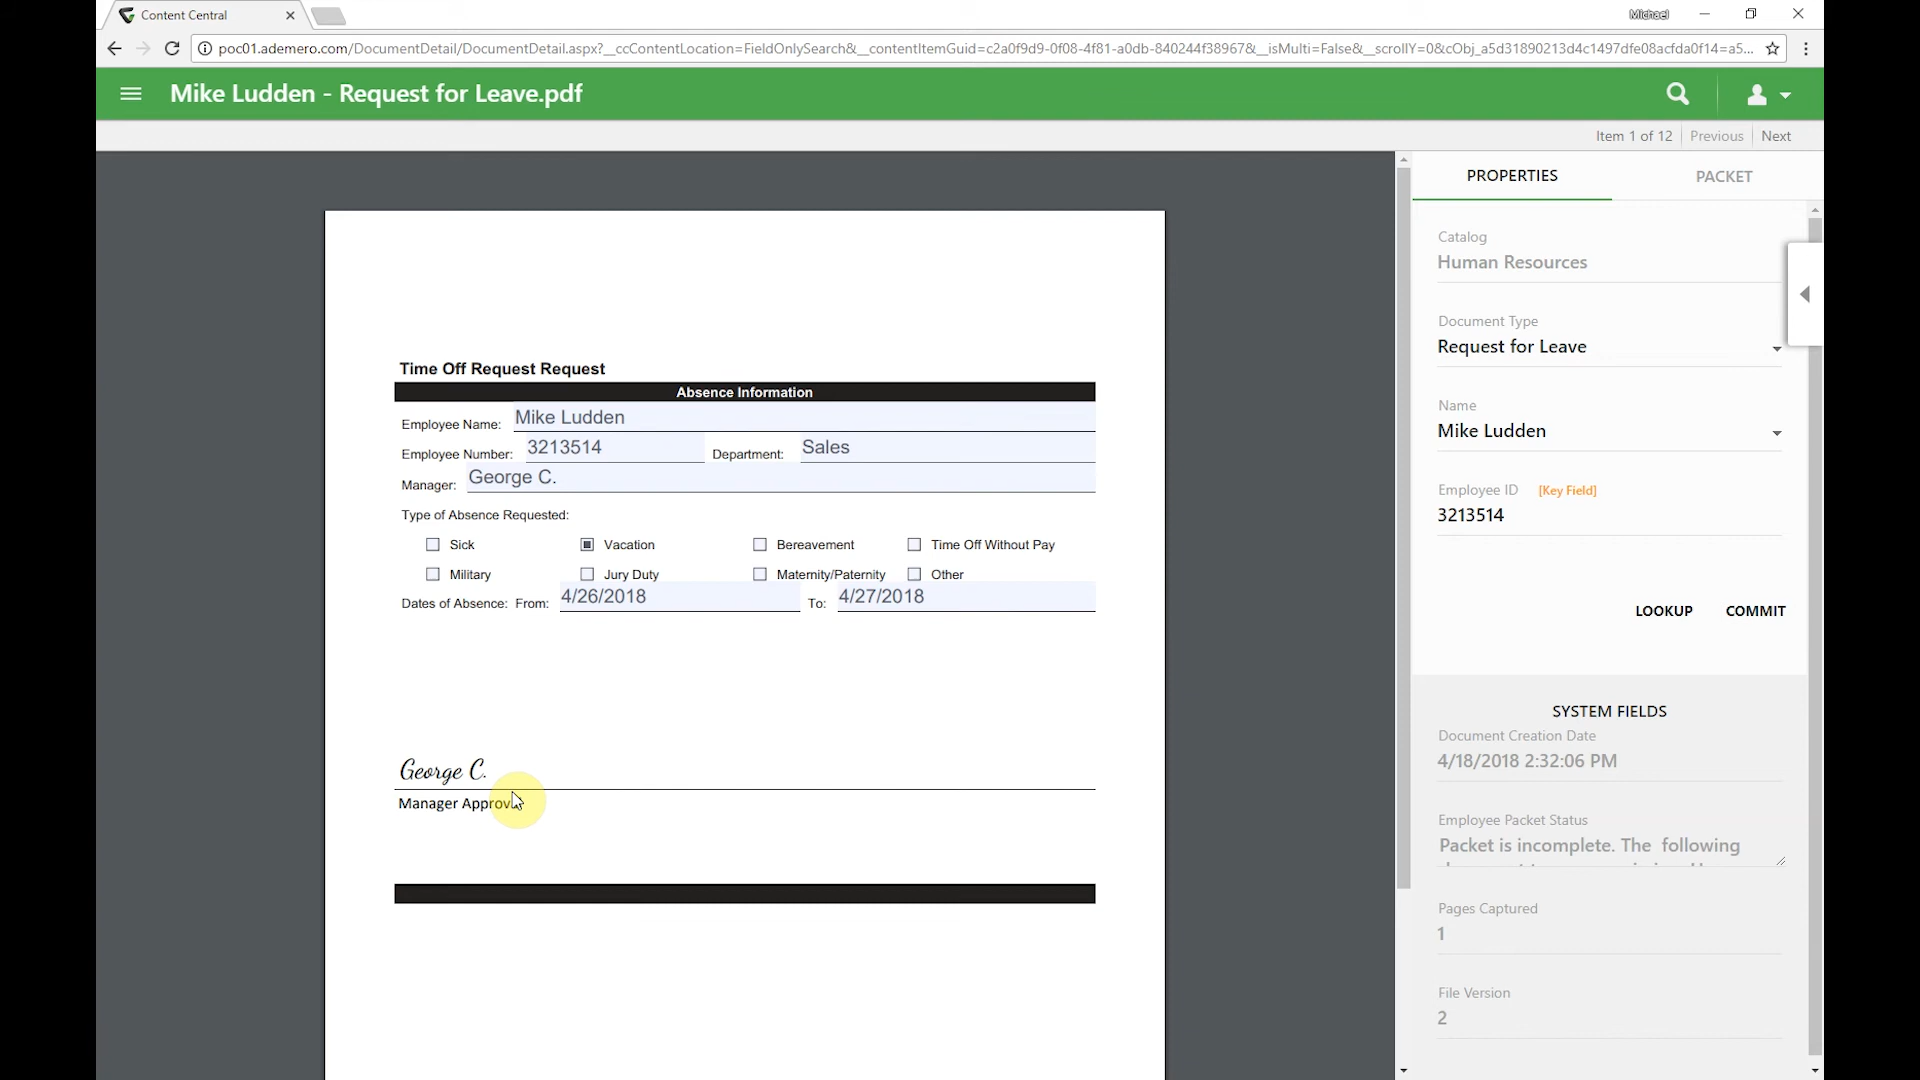 Content Central
Michael
poc01.ademero.com/DocumentDetail/DocumentDetail.aspx?__ccContentLocation=FieldOnlySearch&__contentItemGuid=c2a0f9d9-0f08-4f81-a0db-840244f38967&__isMulti=False&__scrollY=0&cObj_a5d31890213d4c1497dfe08acfda0f14=a5...
Mike Ludden - Request for Leave.pdf
Item 1 of 12 Previous Next
PROPERTIES PACKET
Catalog
Human Resources
Document Type
Request for Leave
Name
Mike Ludden
Employee ID [Key Field]
3213514
LOOKUP COMMIT
SYSTEM FIELDS
Document Creation Date
4/18/2018 2:32:06 PM
Employee Packet Status
Packet is incomplete. The following
Pages Captured
1
File Version
2
Time Off Request Request
Absence Information
Employee Name: Mike Ludden
Employee Number: 3213514 Department: Sales
Manager: George C.
Type of Absence Requested:
Sick Vacation Bereavement Time Off Without Pay
Military Jury Duty Maternity/Paternity Other
Dates of Absence: From: 4/26/2018 To: 4/27/2018
George C.
Manager Approv